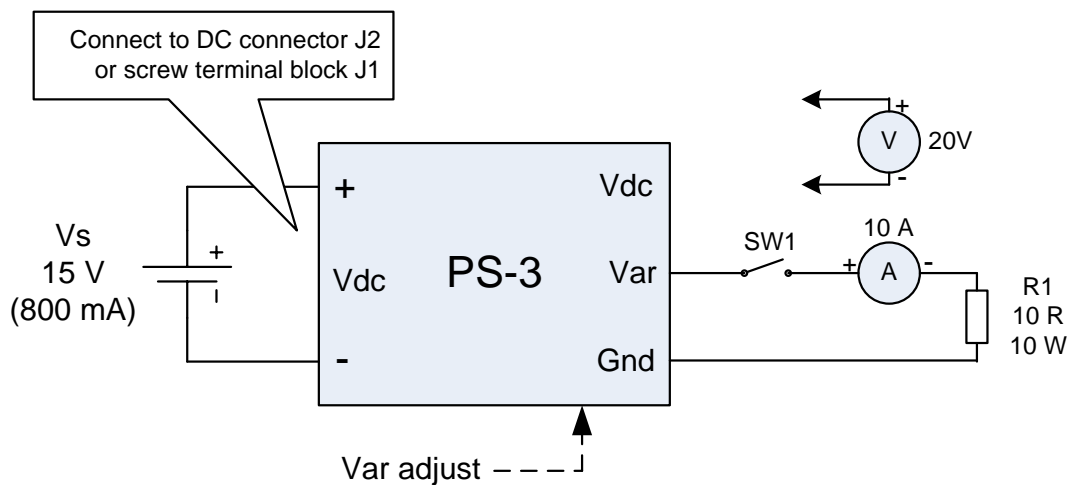 Connect to DC connector J2
or screw terminal block J1
+
V
20V
-
+
Vdc
Vs
15 V
(800 mA)
+
-
Vdc
PS-3
Var
SW1
10 A
+
A
-
R1
10 R
10 W
-
Gnd
Var adjust